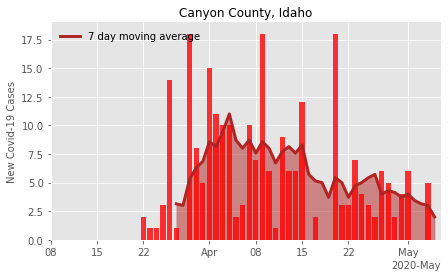 Canyon County, Idaho
7 day moving average
New Covid-19 Cases
17.5
15.0
12.5
10.0
7.5
5.0
2.5
0.0
08 15 22 Apr 08 15 22 May
2020-May